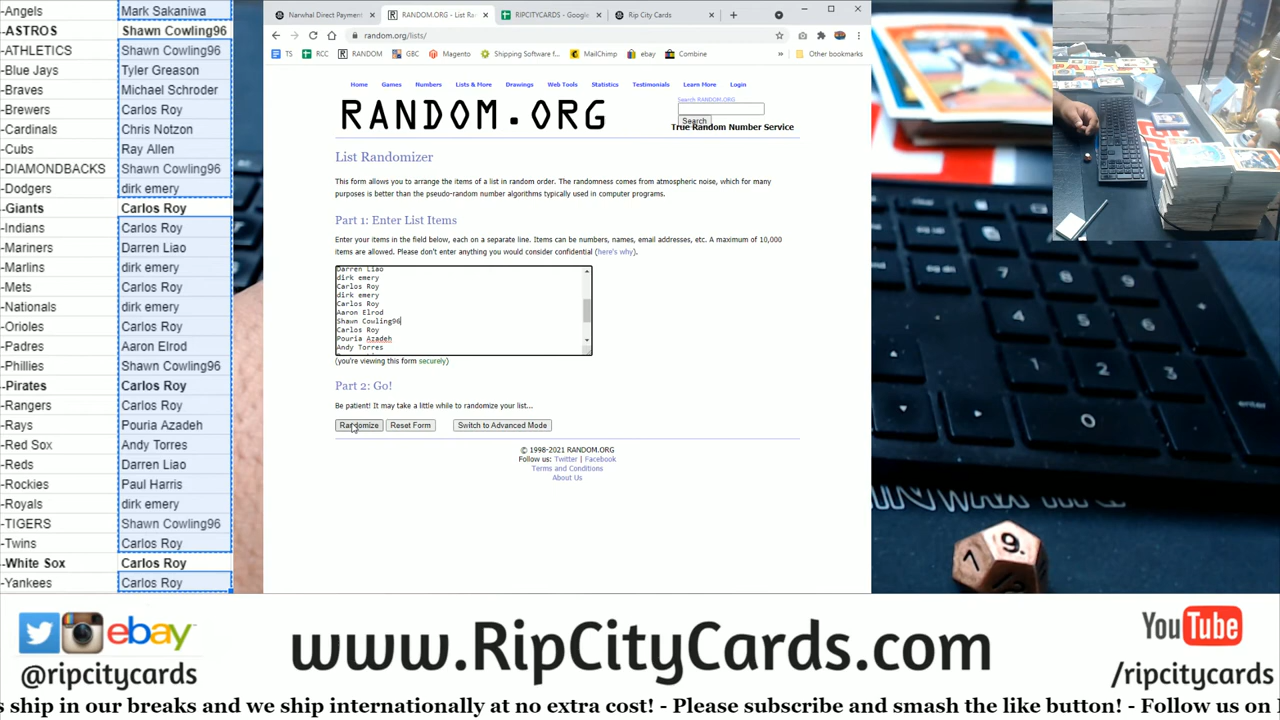 -Angels Mark Sakaniwa
-ASTROS Shawn Cowling96
-ATHLETICS Shawn Cowling96
-Blue Jays Tyler Greason
-Braves Michael Schroder
-Brewers Carlos Roy
-Cardinals Chris Notzon
-Cubs Ray Allen
-DIAMONDBACKS Shawn Cowling96
-Dodgers dirk emery
-Giants Carlos Roy
-Indians Carlos Roy
-Mariners Darren Liao
-Marlins dirk emery
-Mets Carlos Roy
-Nationals dirk emery
-Orioles Carlos Roy
-Padres Aaron Elrod
-Phillies Shawn Cowling96
-Pirates Carlos Roy
-Rangers Carlos Roy
-Rays Pouria Azadeh
-Red Sox Andy Torres
-Reds Darren Liao
-Rockies Paul Harris
-Royals dirk emery
-TIGERS Shawn Cowling96
-Twins Carlos Roy
-White Sox Carlos Roy
-Yankees Carlos Roy
Narwhal Direct Payment
RANDOM.ORG - List Ra
RIPCITYCARDS - Google
Rip City Cards
random.org/lists/
TS RCC RANDOM GBC Magento Shipping Software f MailChimp ebay Combine Other bookmarks
Home Games Numbers Lists & More Drawings Web Tools Statistics Testimonials Learn More Login
RANDOM.ORG
Search RANDOM.ORG
Search
True Random Number Service
List Randomizer
This form allows you to arrange the items of a list in random order. The randomness comes from atmospheric noise, which for many
purposes is better than the pseudo-random number algorithms typically used in computer programs.
Part 1: Enter List Items
Enter your items in the field below, each on a separate line. Items can be numbers, names, email addresses, etc. A maximum of 10,000
items are allowed. Please don't enter anything you would consider confidential (here's why).
Darren Liao
dirk emery
Carlos Roy
dirk emery
Carlos Roy
Aaron Elrod
Shawn Cowling96
Carlos Roy
Pouria Azadeh
Andy Torres
(you're viewing this form securely)
Part 2: Go!
Be patient! It may take a little while to randomize your list...
Randomize Reset Form Switch to Advanced Mode
© 1998-2021 RANDOM.ORG
Follow us: Twitter | Facebook
Terms and Conditions
About Us
ebay
@ripcitycards
www.RipCityCards.com
YouTube
/ripcitycards
s ship in our breaks and we ship internationally at no extra cost! - Please subscribe and smash the like button! - Follow us on